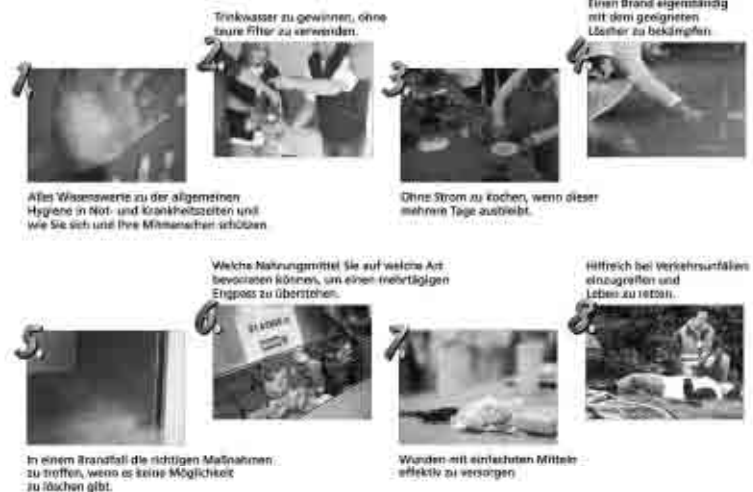 1.
Alles Wissenswerte zu der allgemeinen
Hygiene in Not- und Krankheitszeiten und
wie Sie sich und Ihre Mitmenschen schützen
2.
Trinkwasser zu gewinnen, ohne
teure Filter zu verwenden.
3.
Ohne Strom zu kochen, wenn dieser
mehrere Tage ausbleibt.
4.
Einen Brand eigenständig
mit dem geeigneten
Löscher zu bekämpfen.
5.
In einem Brandfall die richtigen Maßnahmen
zu treffen, wenn es keine Möglichkeit
zu löschen gibt.
6.
Welche Nahrungsmittel Sie auf welche Art
bevorraten können, um einen mehrtägigen
Engpass zu überstehen.
7.
Wunden mit einfachsten Mitteln
effektiv zu versorgen
8.
Hilfreich bei Verkehrsunfällen
einzugreifen und
Leben zu retten.